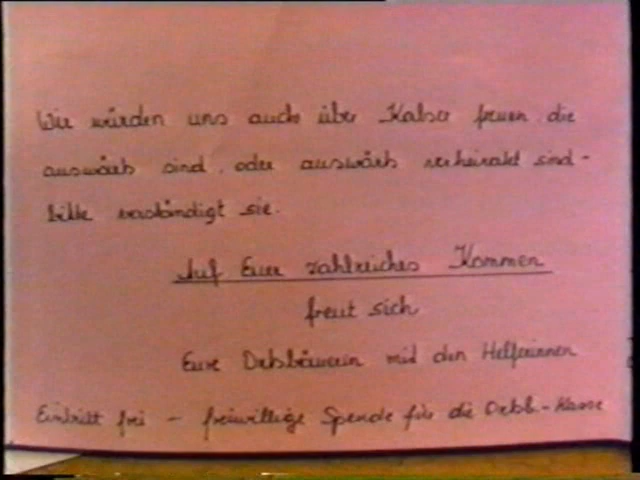 Wir würden uns auch über Kalser freuen die
auswärts sind, oder auswärts verheiratet sind -
bitte verständigt sie.
Auf Euer zahlreiches Kommen
freut sich
Eure Ortsbäuerin mit den Helferinnen
Eintritt frei - freiwillige Spende für die Ortsb.-Kasse